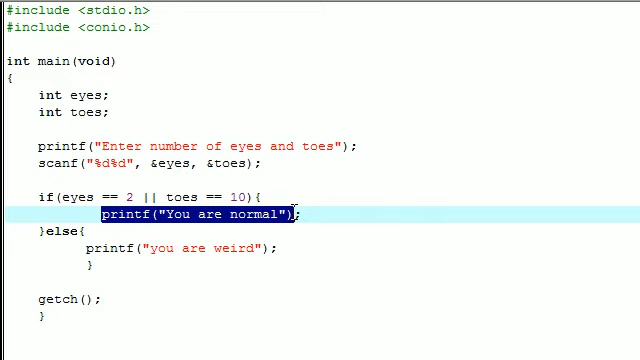 #include <stdio.h>
#include <conio.h>
int main(void)
{
int eyes;
int toes;
printf("Enter number of eyes and toes");
scanf("%d%d", &eyes, &toes);
if(eyes == 2 || toes == 10){
printf("You are normal");
}else{
printf("you are weird");
}
getch();
}